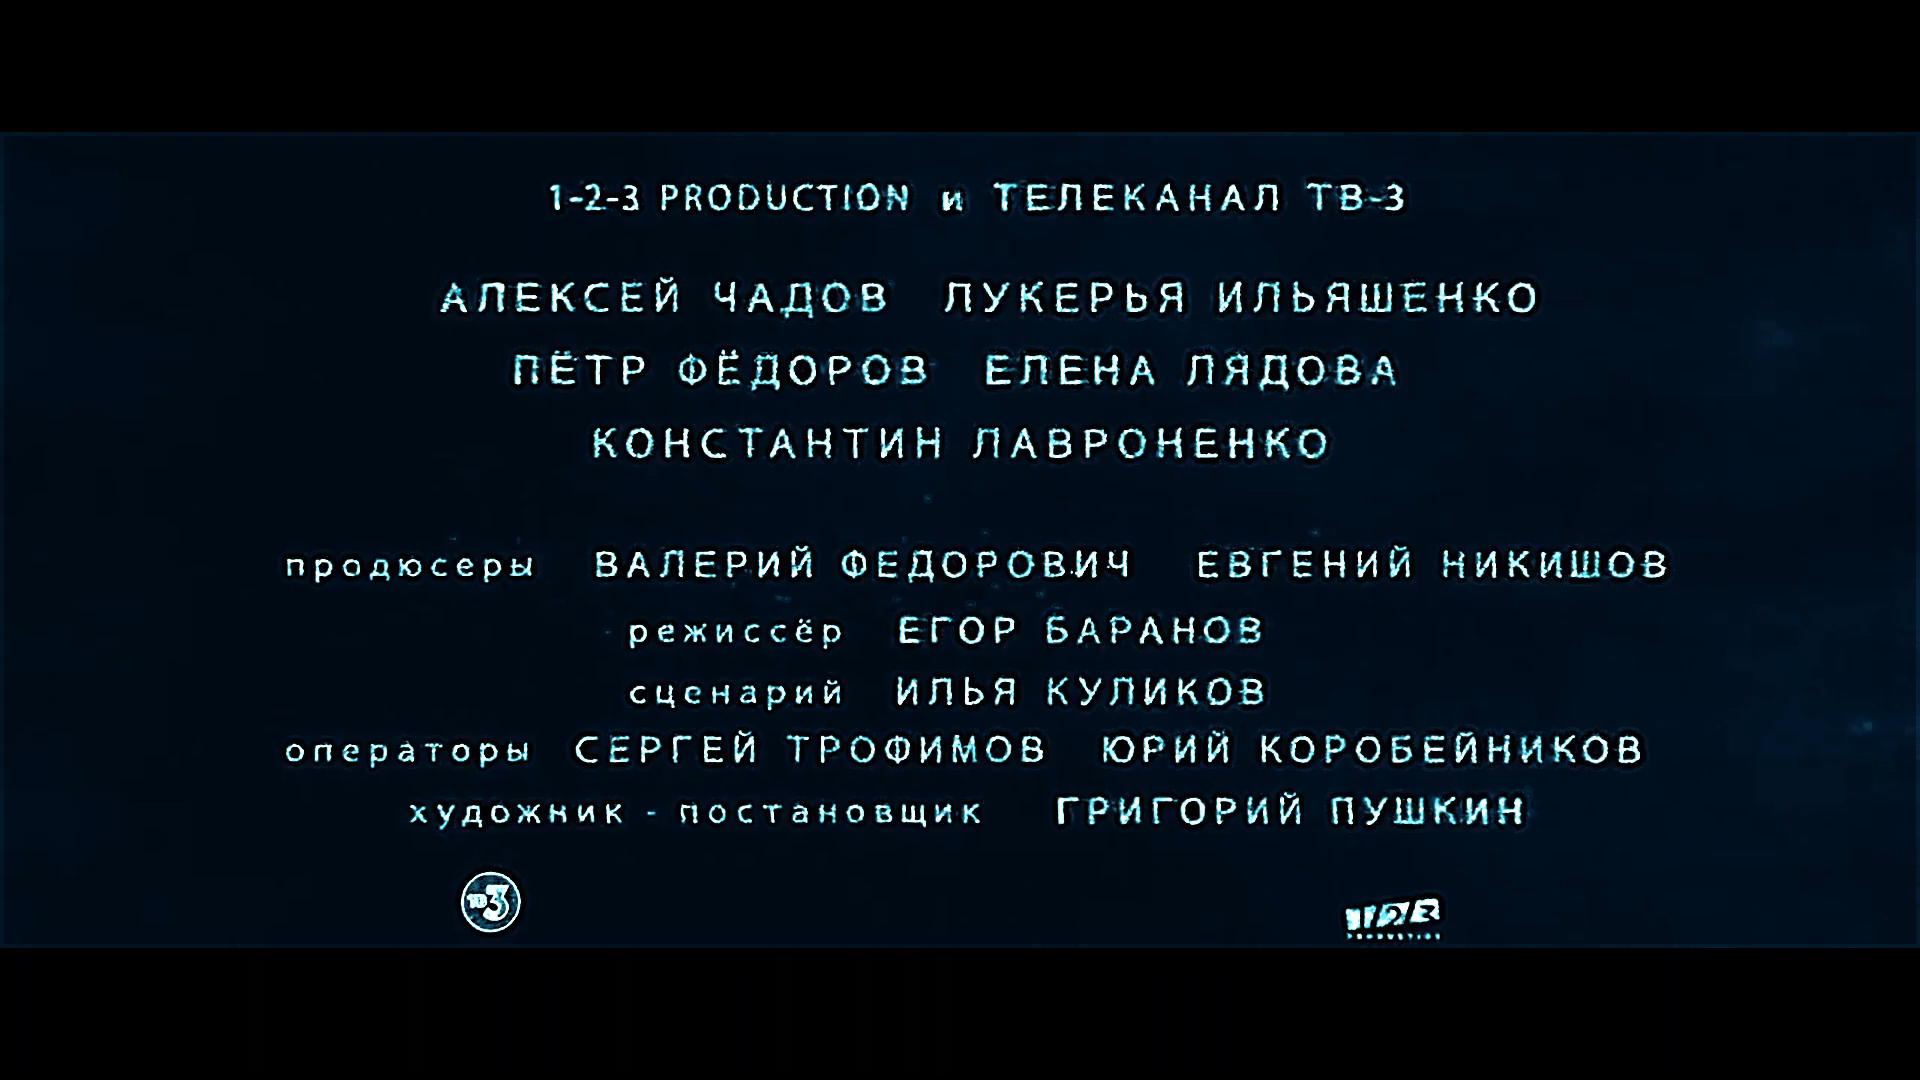 1-2-3 PRODUCTION и ТЕЛЕКАНАЛ ТВ-3
АЛЕКСЕЙ ЧАДОВ ЛУКЕРЬЯ ИЛЬЯШЕНКО
ПЁТР ФЁДОРОВ ЕЛЕНА ЛЯДОВА
КОНСТАНТИН ЛАВРОНЕНКО
продюсеры ВАЛЕРИЙ ФЕДОРОВИЧ ЕВГЕНИЙ НИКИШОВ
режиссёр ЕГОР БАРАНОВ
сценарий ИЛЬЯ КУЛИКОВ
операторы СЕРГЕЙ ТРОФИМОВ ЮРИЙ КОРОБЕЙНИКОВ
художник - постановщик ГРИГОРИЙ ПУШКИН
ТВ3